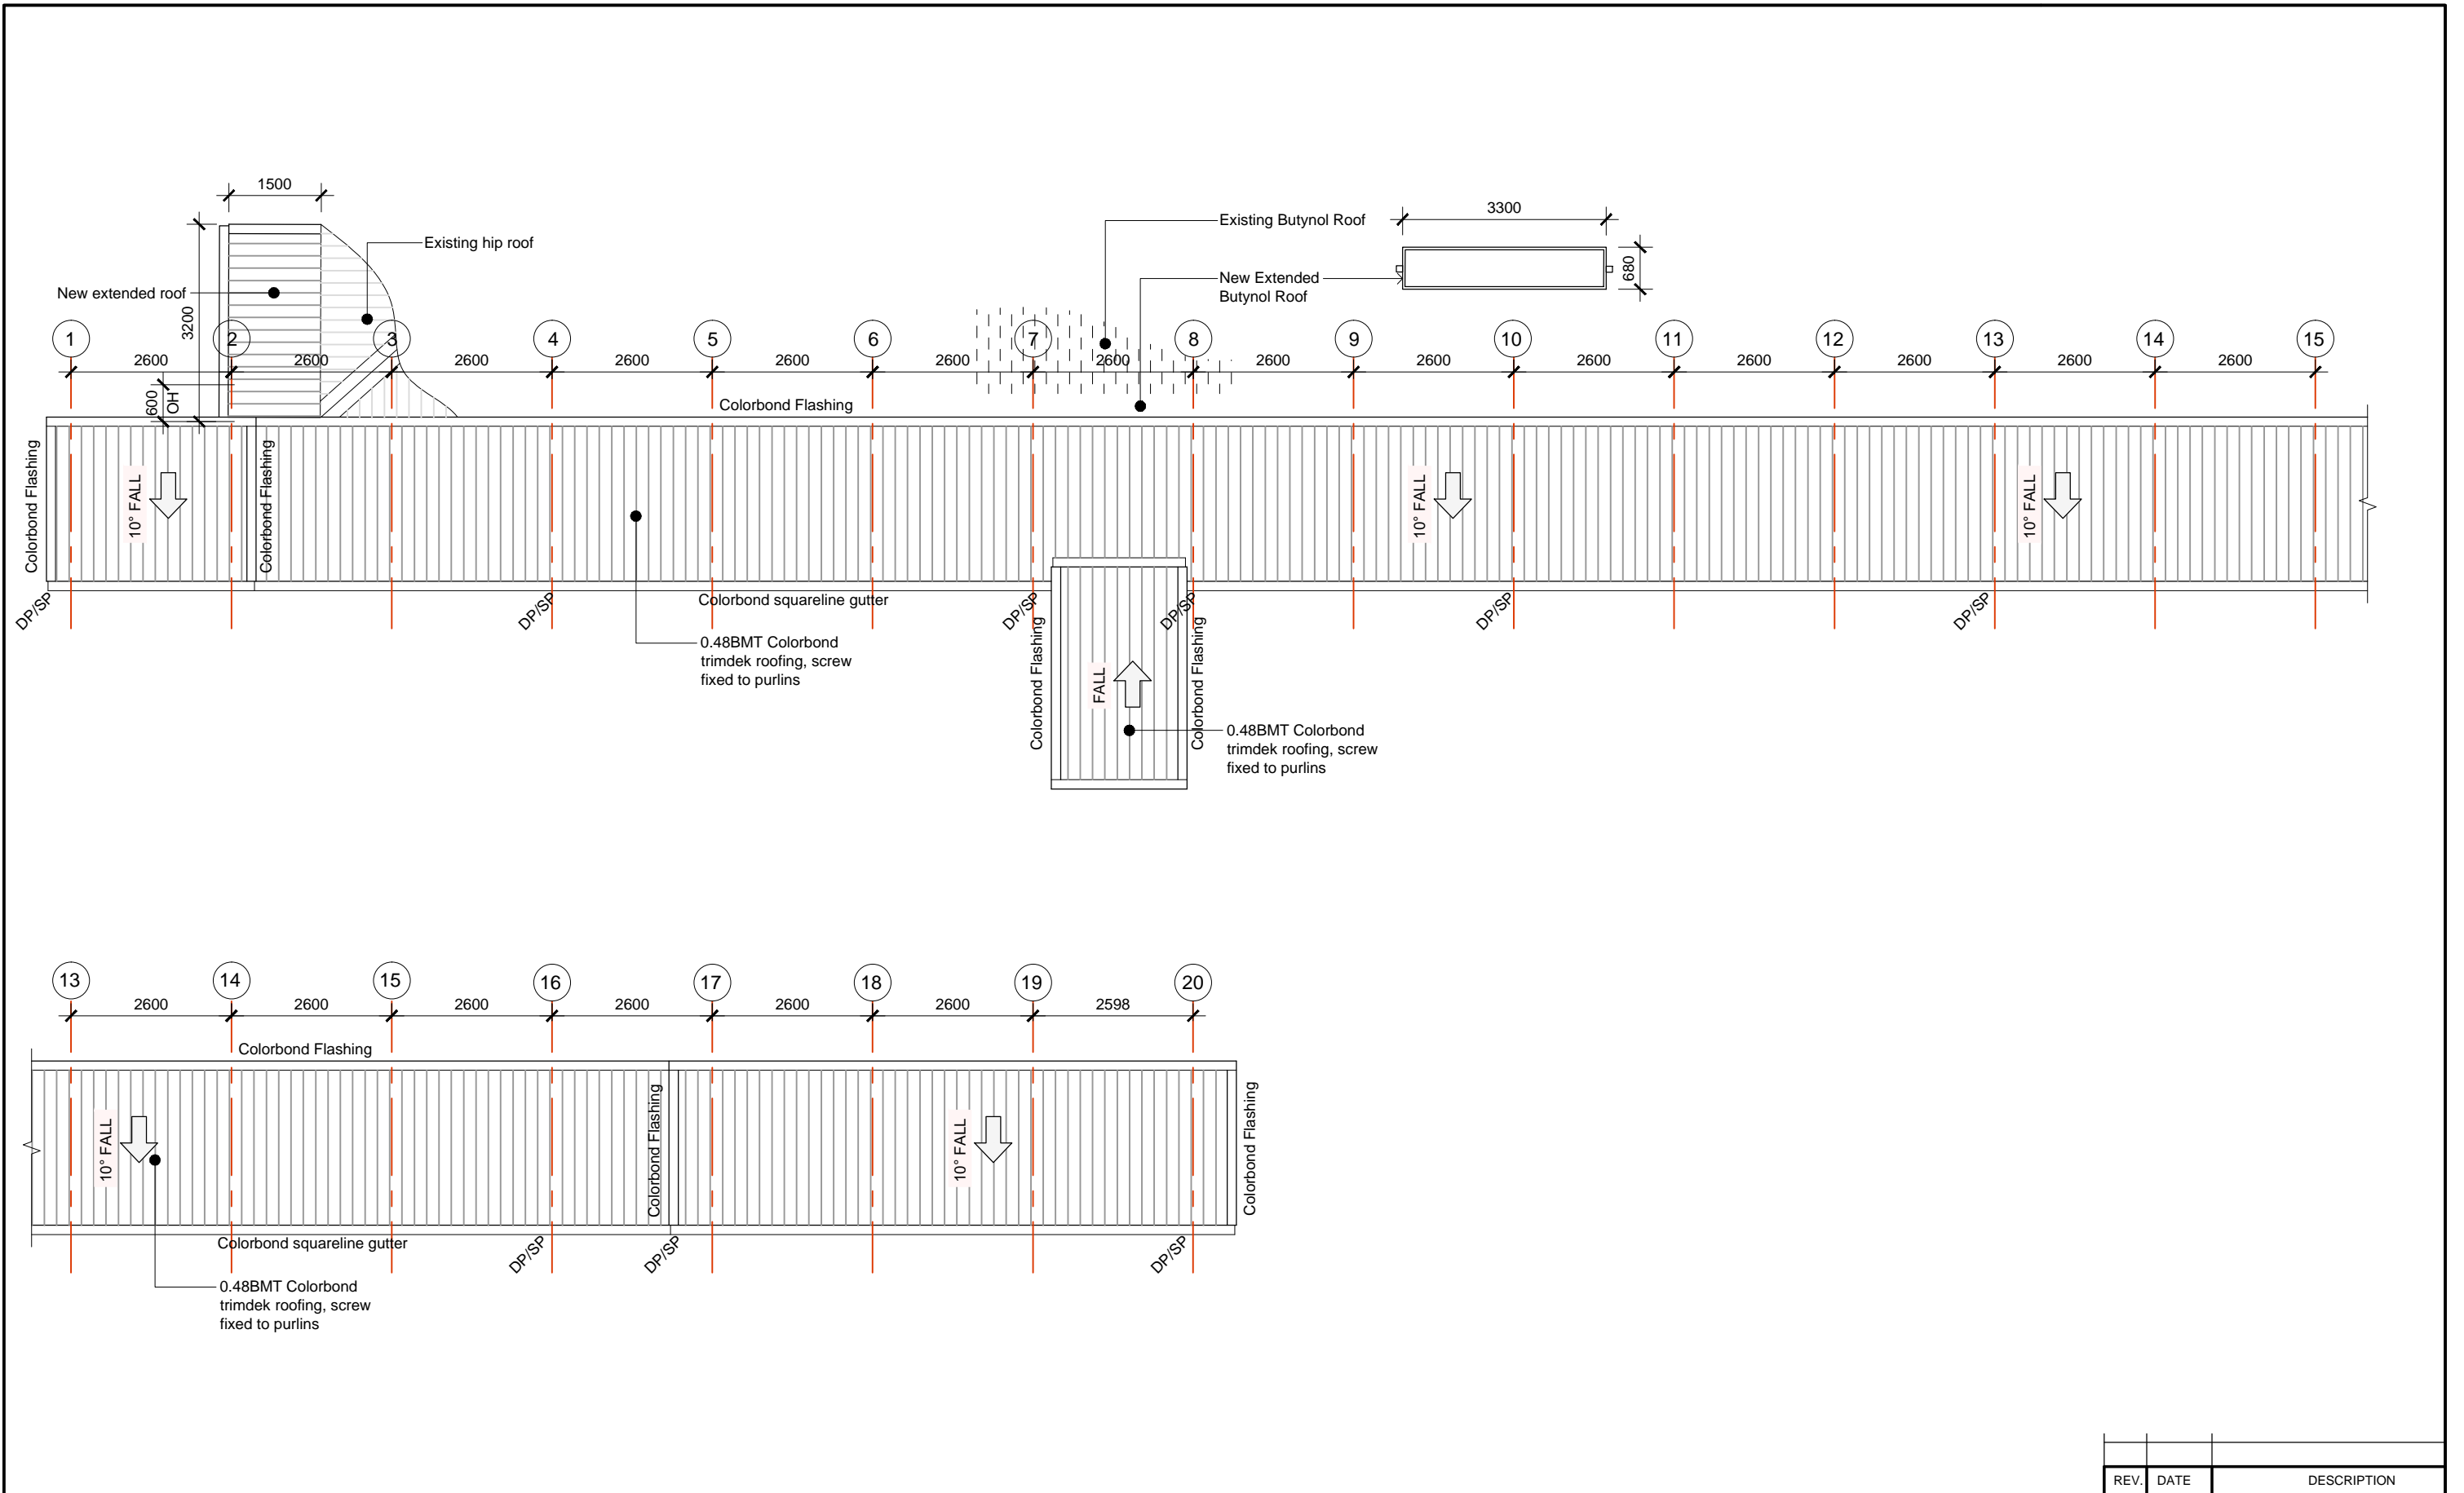 1500
3300
Existing Butynol Roof
Existing hip roof
680
New Extended
Butynol Roof
New extended roof
3200
1
2
3
4
5
6
7
8
9
10
11
12
13
14
15
2600
2600
2600
2600
2600
2600
2600
2600
2600
2600
2600
2600
2600
2600
600
OH
Colorbond Flashing
Colorbond Flashing
10° FALL
Colorbond Flashing
10° FALL
10° FALL
DP/SP
DP/SP
Colorbond squareline gutter
DP/SP
DP/SP
DP/SP
DP/SP
0.48BMT Colorbond
trimdek roofing, screw
fixed to purlins
Colorbond Flashing
FALL
Colorbond Flashing
0.48BMT Colorbond
trimdek roofing, screw
fixed to purlins
13
14
15
16
17
18
19
20
2600
2600
2600
2600
2600
2600
2598
Colorbond Flashing
10° FALL
Colorbond Flashing
10° FALL
Colorbond Flashing
Colorbond squareline gutter
DP/SP
DP/SP
DP/SP
0.48BMT Colorbond
trimdek roofing, screw
fixed to purlins
REV.
DATE
DESCRIPTION